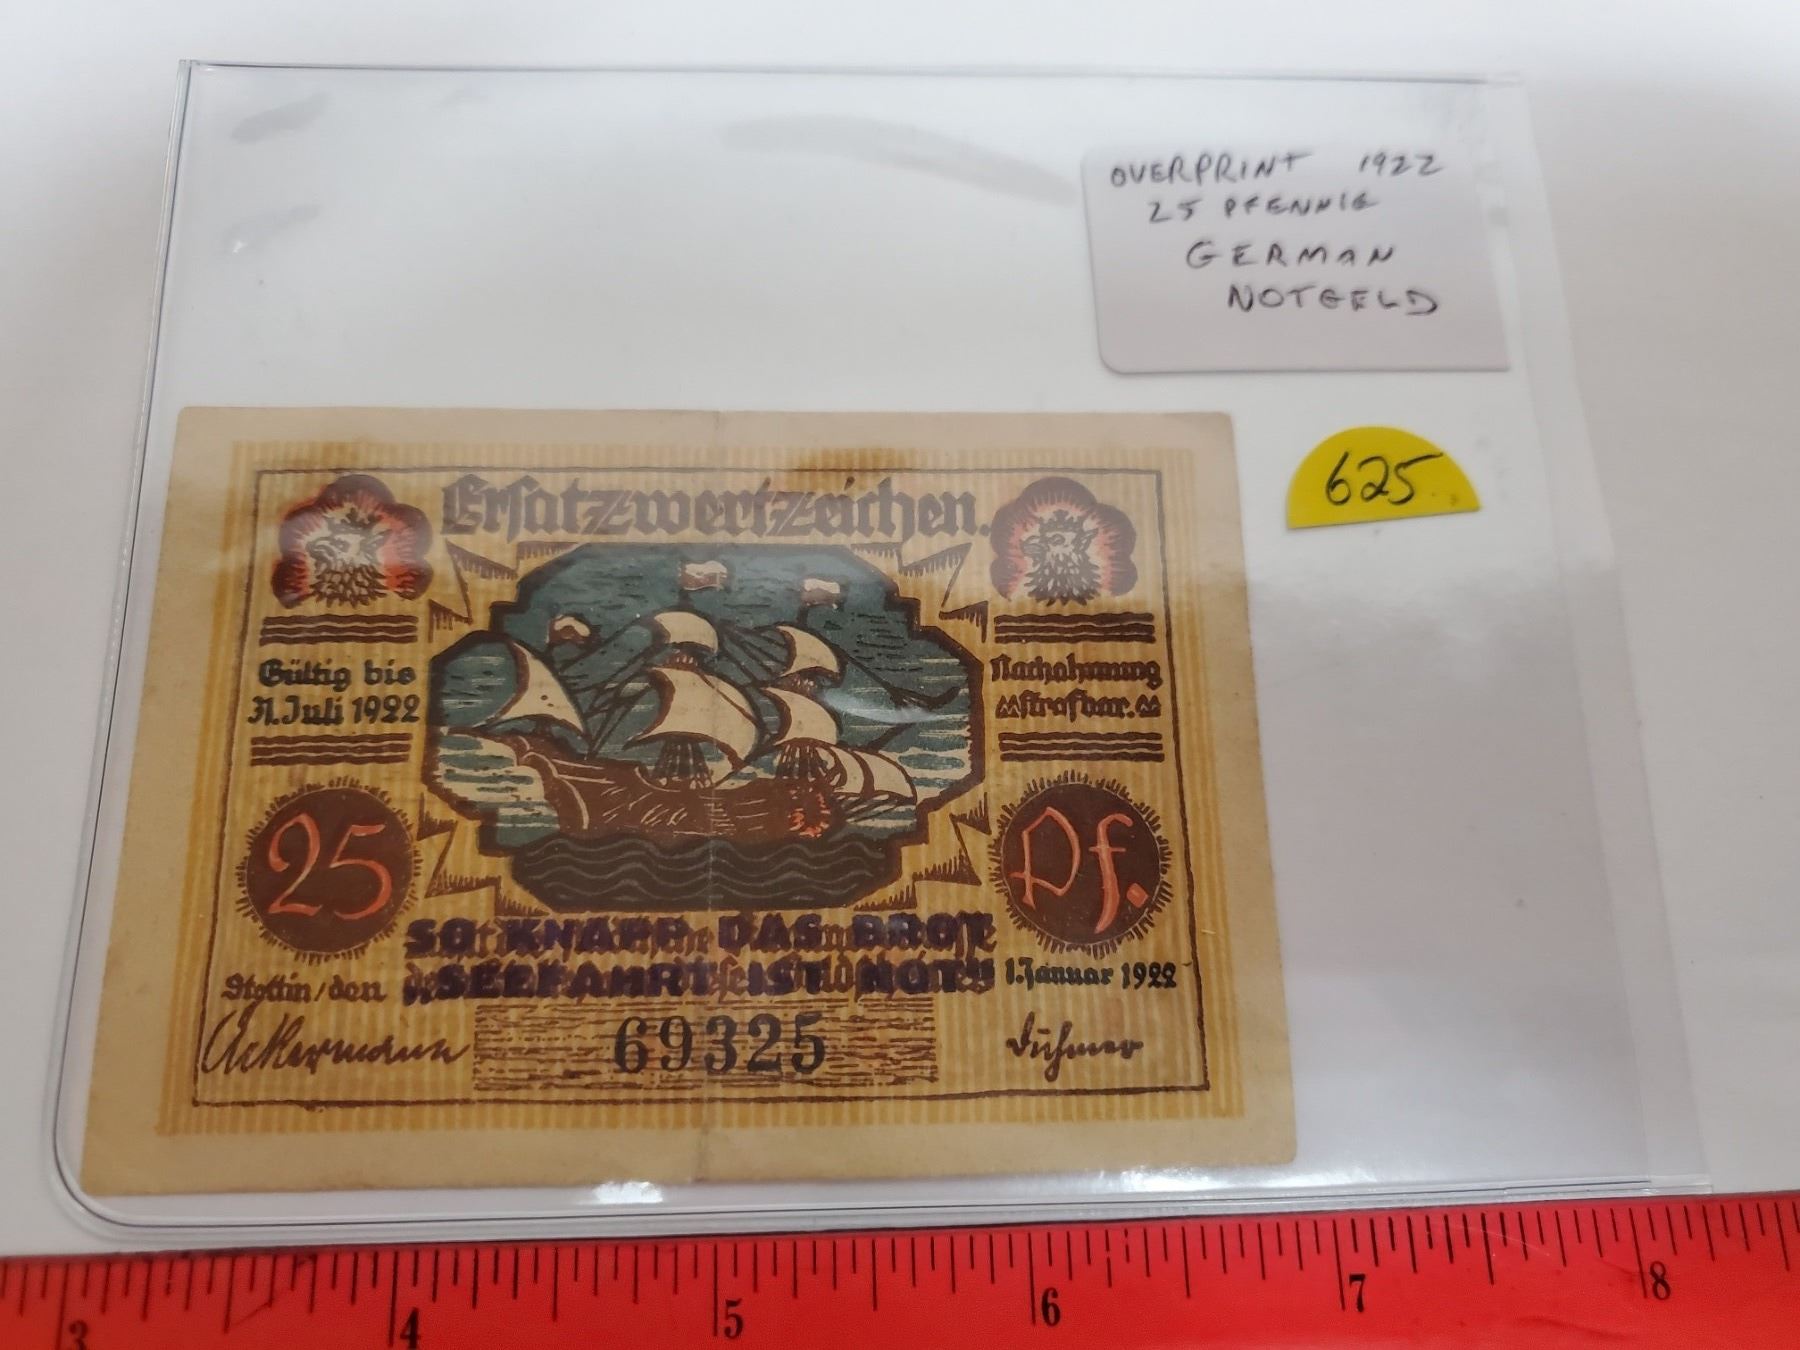 OVERPRINT 1922
25 PFENNIG
GERMAN
NOTGELD
625
Ersatzwertzeichen.
Gültig bis
31. Juli 1922
Nachahmung
strafbar.
25
Pf.
SO KNAPP DAS BROT
SEEFAHRT IST NOT
Stettin, den
1. Januar 1922
Ackermann
69325
3 4 5 6 7 8